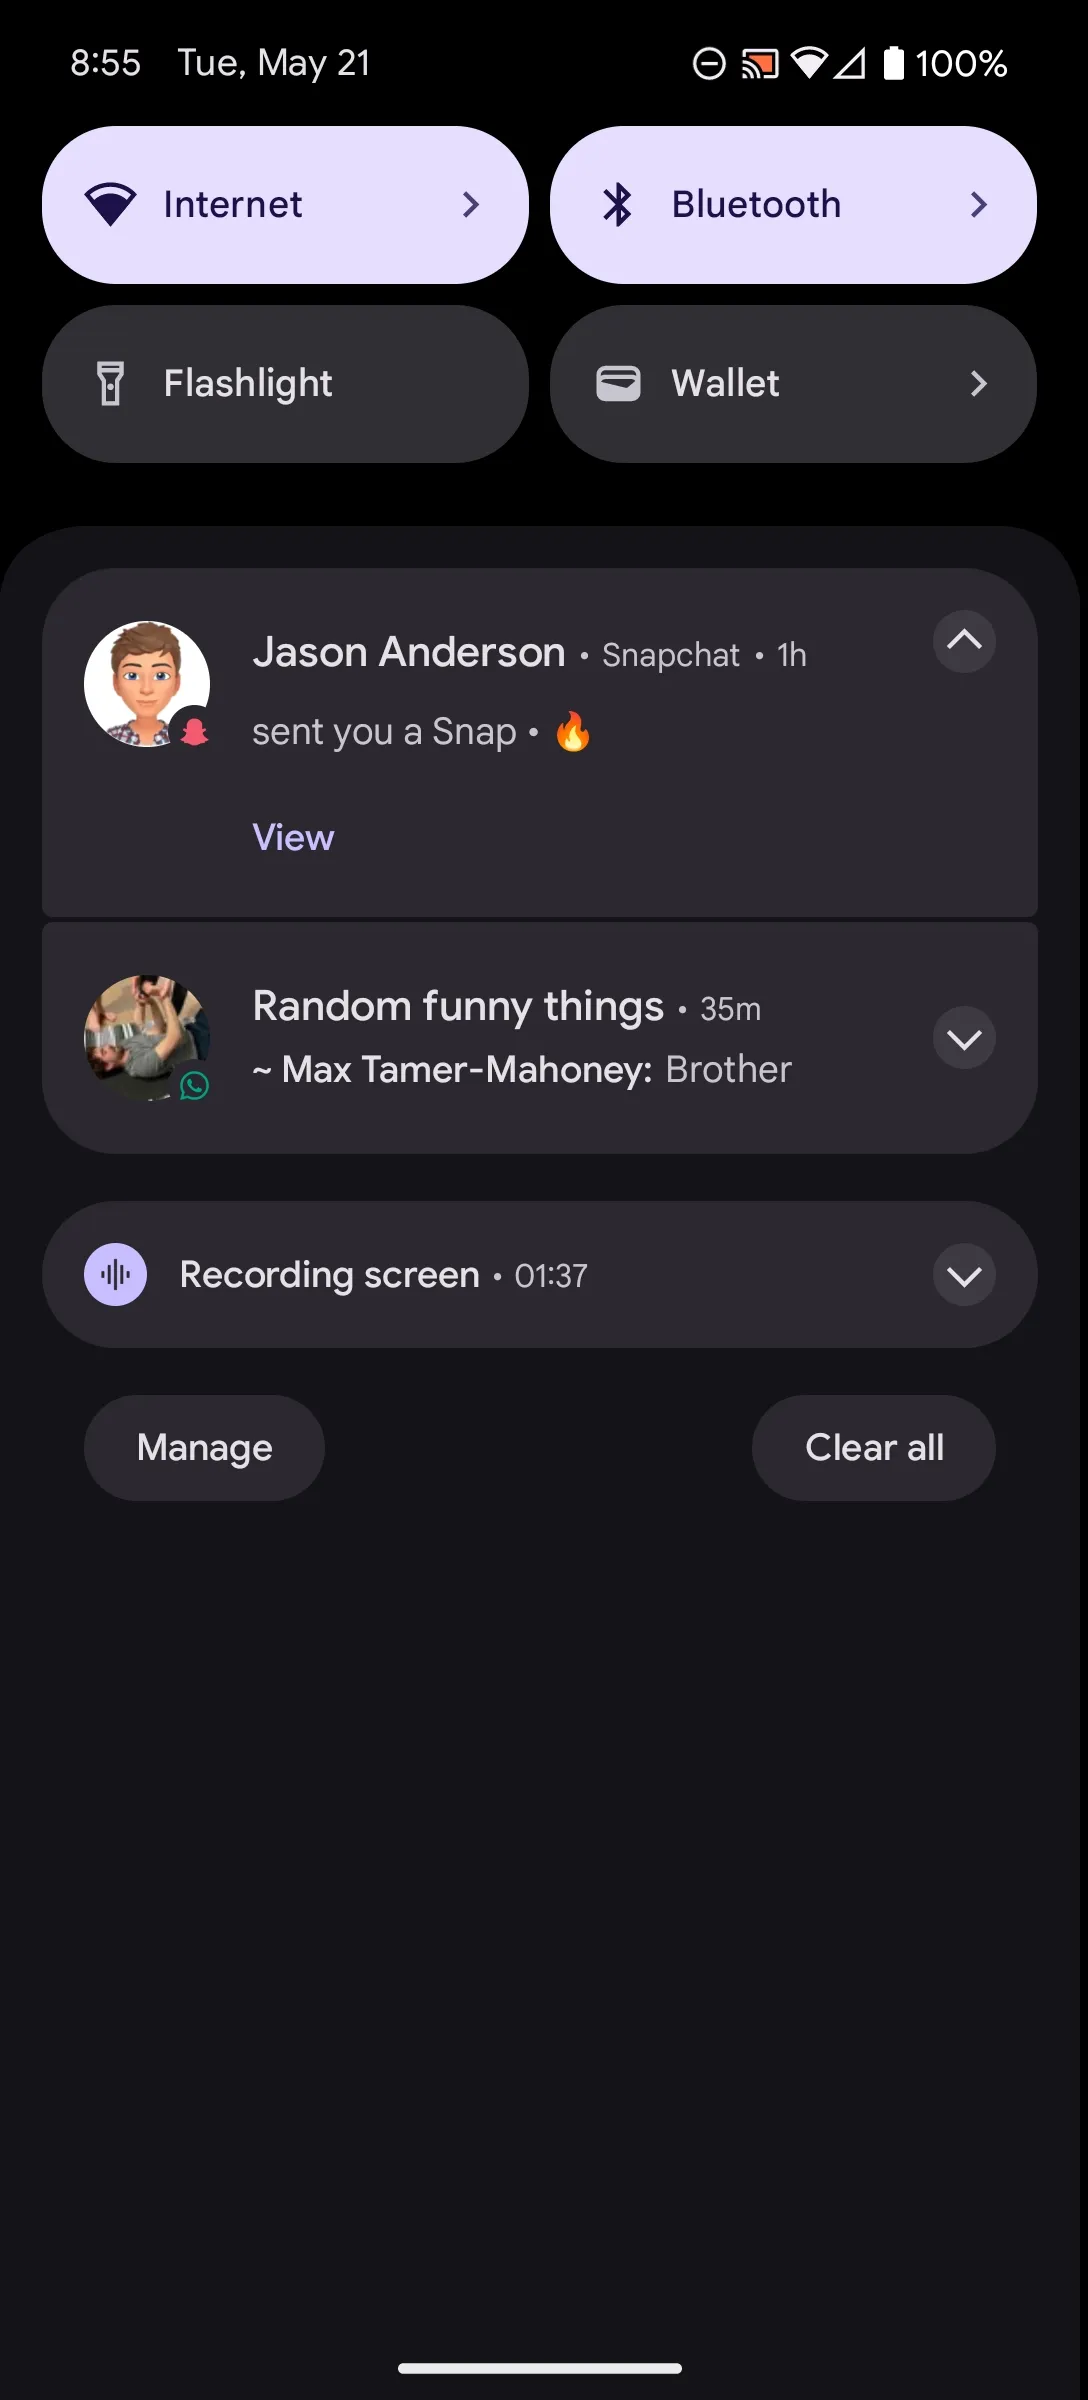 8:55 Tue, May 21 100%
Internet Bluetooth
Flashlight Wallet
Jason Anderson • Snapchat • 1h
sent you a Snap • 🔥
View
Random funny things • 35m
~ Max Tamer-Mahoney: Brother
Recording screen • 01:37
Manage Clear all